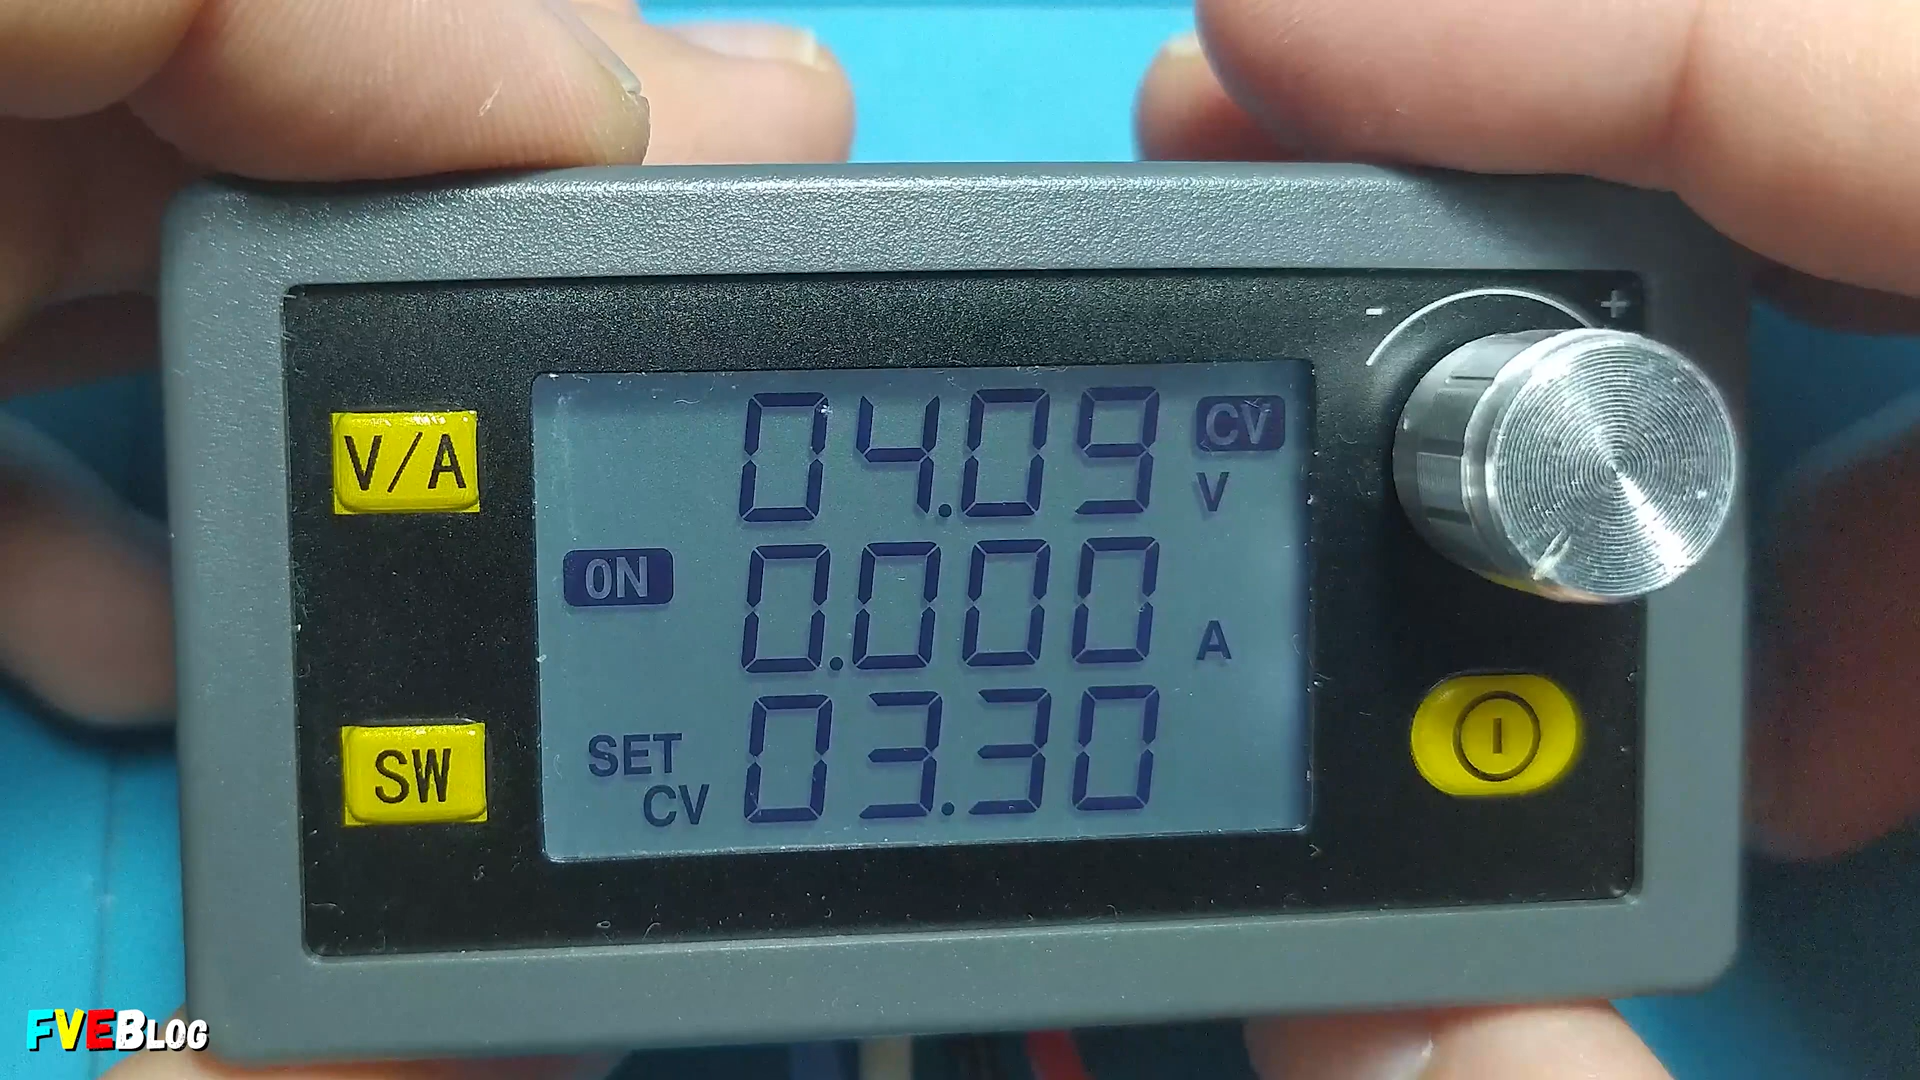 - +
V/A
04.09 CV
V
ON
0.000 A
SW
SET
CV 03.30
FVEBLOG